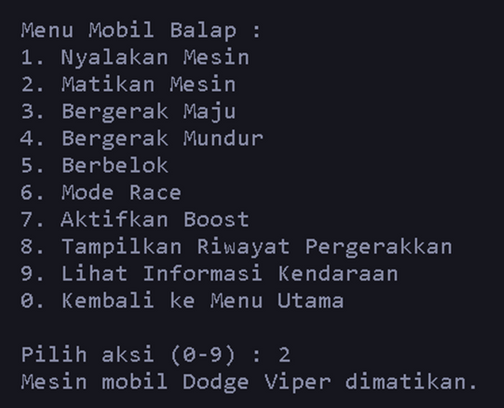 Menu Mobil Balap :
1. Nyalakan Mesin
2. Matikan Mesin
3. Bergerak Maju
4. Bergerak Mundur
5. Berbelok
6. Mode Race
7. Aktifkan Boost
8. Tampilkan Riwayat Pergerakkan
9. Lihat Informasi Kendaraan
0. Kembali ke Menu Utama
Pilih aksi (0-9) : 2
Mesin mobil Dodge Viper dimatikan.